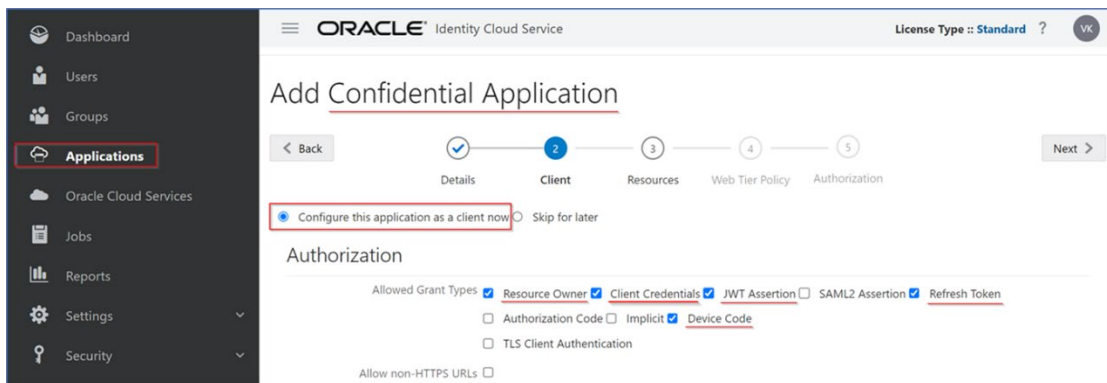 Dashboard
Users
Groups
Applications
Oracle Cloud Services
Jobs
Reports
Settings
Security
ORACLE® Identity Cloud Service
License Type :: Standard ? VK
Add Confidential Application
< Back
2 3 4 5
Next >
Details Client Resources Web Tier Policy Authorization
Configure this application as a client now Skip for later
Authorization
Allowed Grant Types Resource Owner Client Credentials JWT Assertion SAML2 Assertion Refresh Token
Authorization Code Implicit Device Code
TLS Client Authentication
Allow non-HTTPS URLs